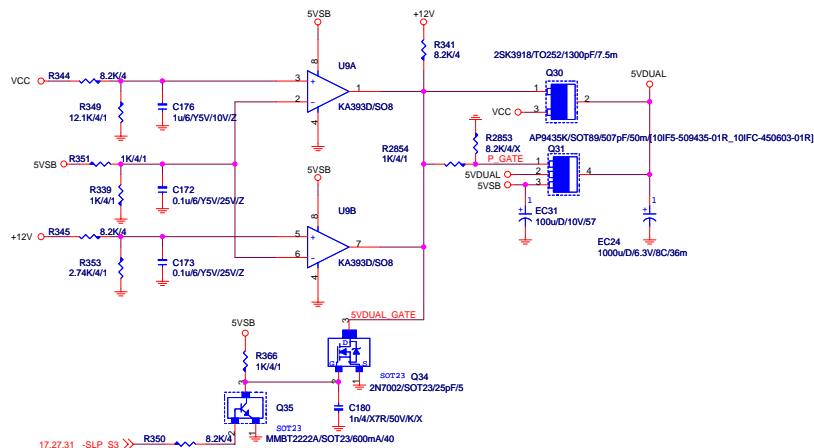 5VSB
+12V
R341
8.2K/4
2SK3918/TO252/1300pF/7.5m
VCC
R344
8.2K/4
U9A
Q30
5VDUAL
8
3
+
1
1
2
2
-
KA393D/SO8
VCC
3
R349
12.1K/4/1
C176
1u/6/Y5V/10V/Z
4
R2853
8.2K/4/X
AP9435K/SOT89/507pF/50m/[10IF5-509435-01R_10IFC-450603-01R]
R2854
1K/4/1
P_GATE
Q31
5VSB
R351
1K/4/1
5VSB
1
5VDUAL
2
4
5VSB
3
R339
1K/4/1
C172
0.1u/6/Y5V/25V/Z
U9B
1
1
+
EC31
100u/D/10V/57
+
+12V
R345
8.2K/4
8
5
+
7
6
-
KA393D/SO8
EC24
1000u/D/6.3V/8C/36m
R353
2.74K/4/1
C173
0.1u/6/Y5V/25V/Z
4
5VDUAL_GATE
3
5VSB
R366
1K/4/1
D
G
S
2
1
SOT23
Q34
2N7002/SOT23/25pF/5
3
Q35
SOT23
C180
1n/4/X7R/50V/K/X
2
1
MMBT2222A/SOT23/600mA/40
17,27,31 -SLP_S3
R350
8.2K/4